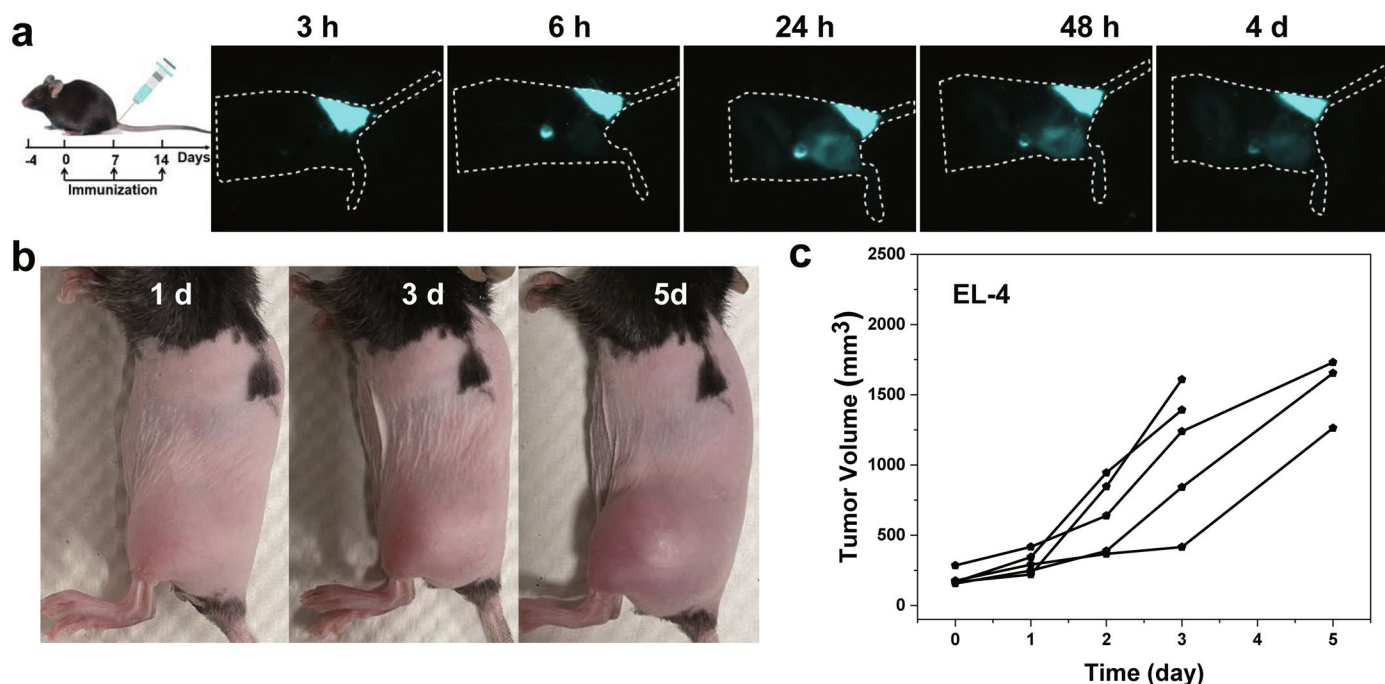 a
3 h 6 h 24 h 48 h 4 d
-4 0 7 14 Days
Immunization
b
1 d 3 d 5d
c
EL-4
Tumor Volume (mm³)
2500
2000
1500
1000
500
0
0 1 2 3 4 5
Time (day)